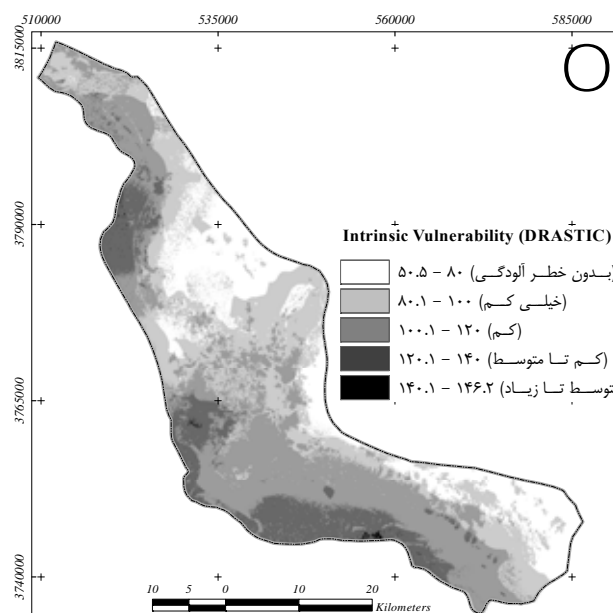 510000 535000 560000 585000
3815000
O
3790000
Intrinsic Vulnerability (DRASTIC)
۵۰.۵ – ۸۰ (بدون خطر آلودگی)
۸۰.۱ – ۱۰۰ (خیلی کم)
۱۰۰.۱ – ۱۲۰ (کم)
۱۲۰.۱ – ۱۴۰ (کم تا متوسط)
۱۴۰.۱ – ۱۴۶.۲ (متوسط تا زیاد)
3765000
3740000
10 5 0 10 20
Kilometers